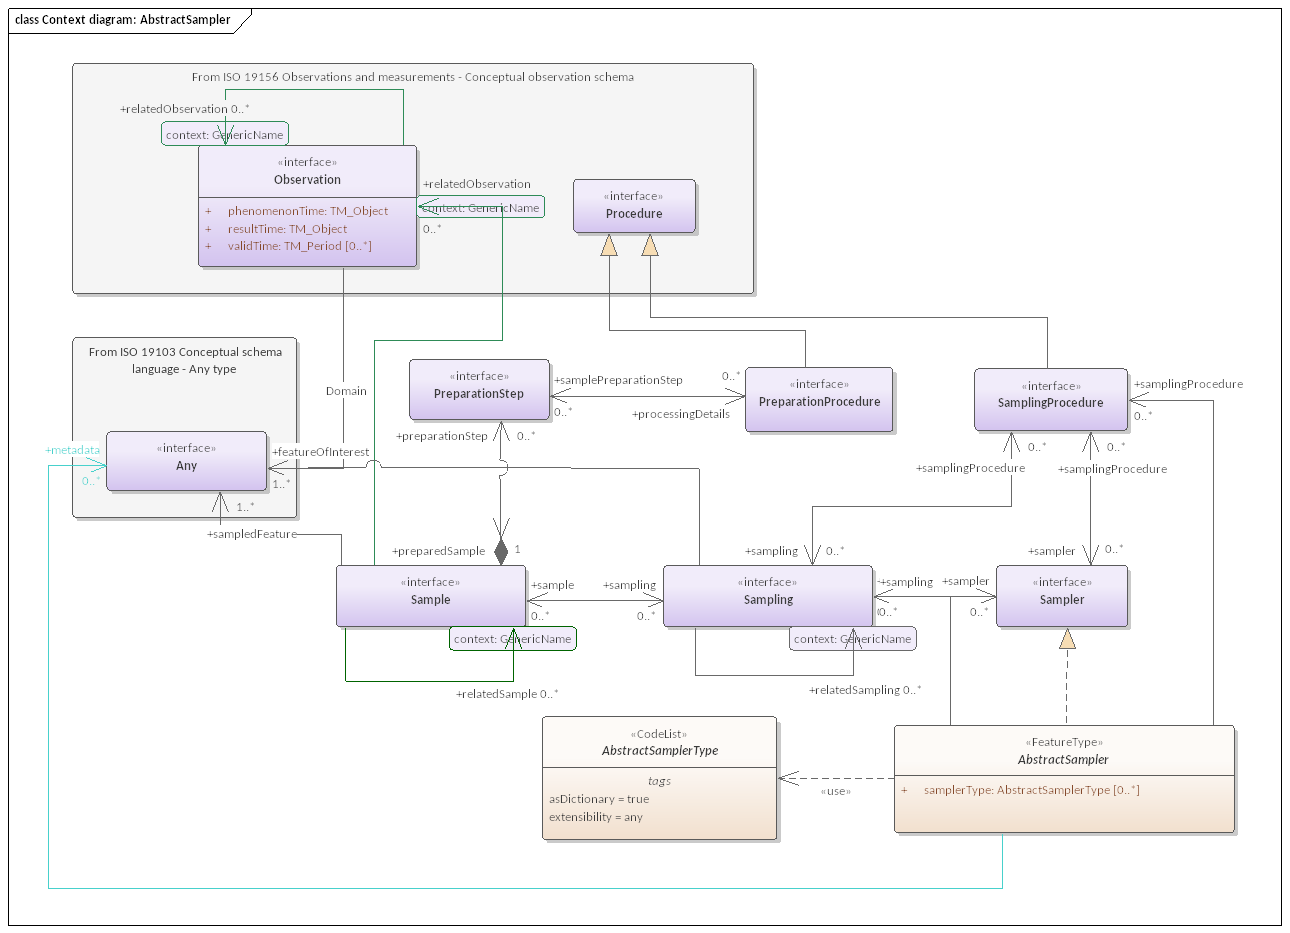 class Context diagram: AbstractSampler
From ISO 19156 Observations and measurements - Conceptual observation schema
+relatedObservation 0..*
context: GenericName
«interface»
Observation
+ phenomenonTime: TM_Object
+ resultTime: TM_Object
+ validTime: TM_Period [0..*]
+relatedObservation
context: GenericName
0..*
«interface»
Procedure
From ISO 19103 Conceptual schema
language - Any type
«interface»
Any
+metadata
0..*
Domain
+featureOfInterest
1..*
1..*
+sampledFeature
«interface»
PreparationStep
+samplePreparationStep
0..*
0..*
+processingDetails
«interface»
PreparationProcedure
«interface»
SamplingProcedure
+samplingProcedure
0..*
+preparationStep
0..*
0..*
+samplingProcedure
0..*
+samplingProcedure
+preparedSample
1
+sampling
0..*
+sampler
0..*
«interface»
Sample
+sample
0..*
+sampling
0..*
«interface»
Sampling
+sampling
0..*
+sampler
0..*
«interface»
Sampler
context: GenericName
+relatedSample 0..*
context: GenericName
+relatedSampling 0..*
«CodeList»
AbstractSamplerType
tags
asDictionary = true
extensibility = any
«use»
«FeatureType»
AbstractSampler
+ samplerType: AbstractSamplerType [0..*]